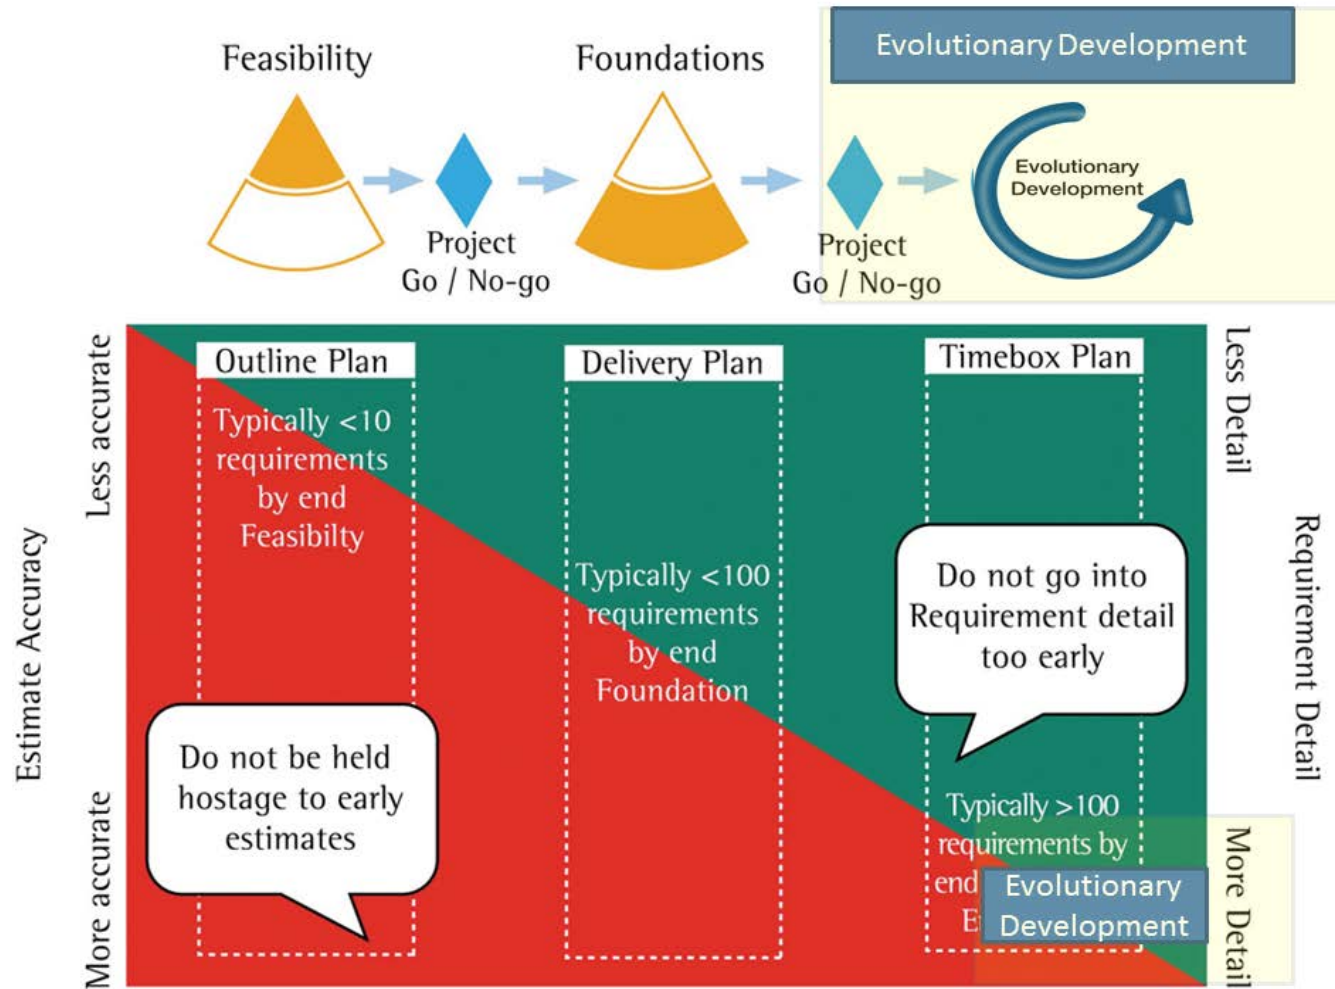 Feasibility
Foundations
Evolutionary Development
Evolutionary
Development
Project
Go / No-go
Project
Go / No-go
Less accurate
More accurate
Estimate Accuracy
Outline Plan
Typically <10
requirements
by end
Feasibilty
Do not be held
hostage to early
estimates
Delivery Plan
Typically <100
requirements
by end
Foundation
Timebox Plan
Do not go into
Requirement detail
too early
Typically >100
requirements by
end
Evolutionary
Development
Less Detail
More Detail
Requirement Detail